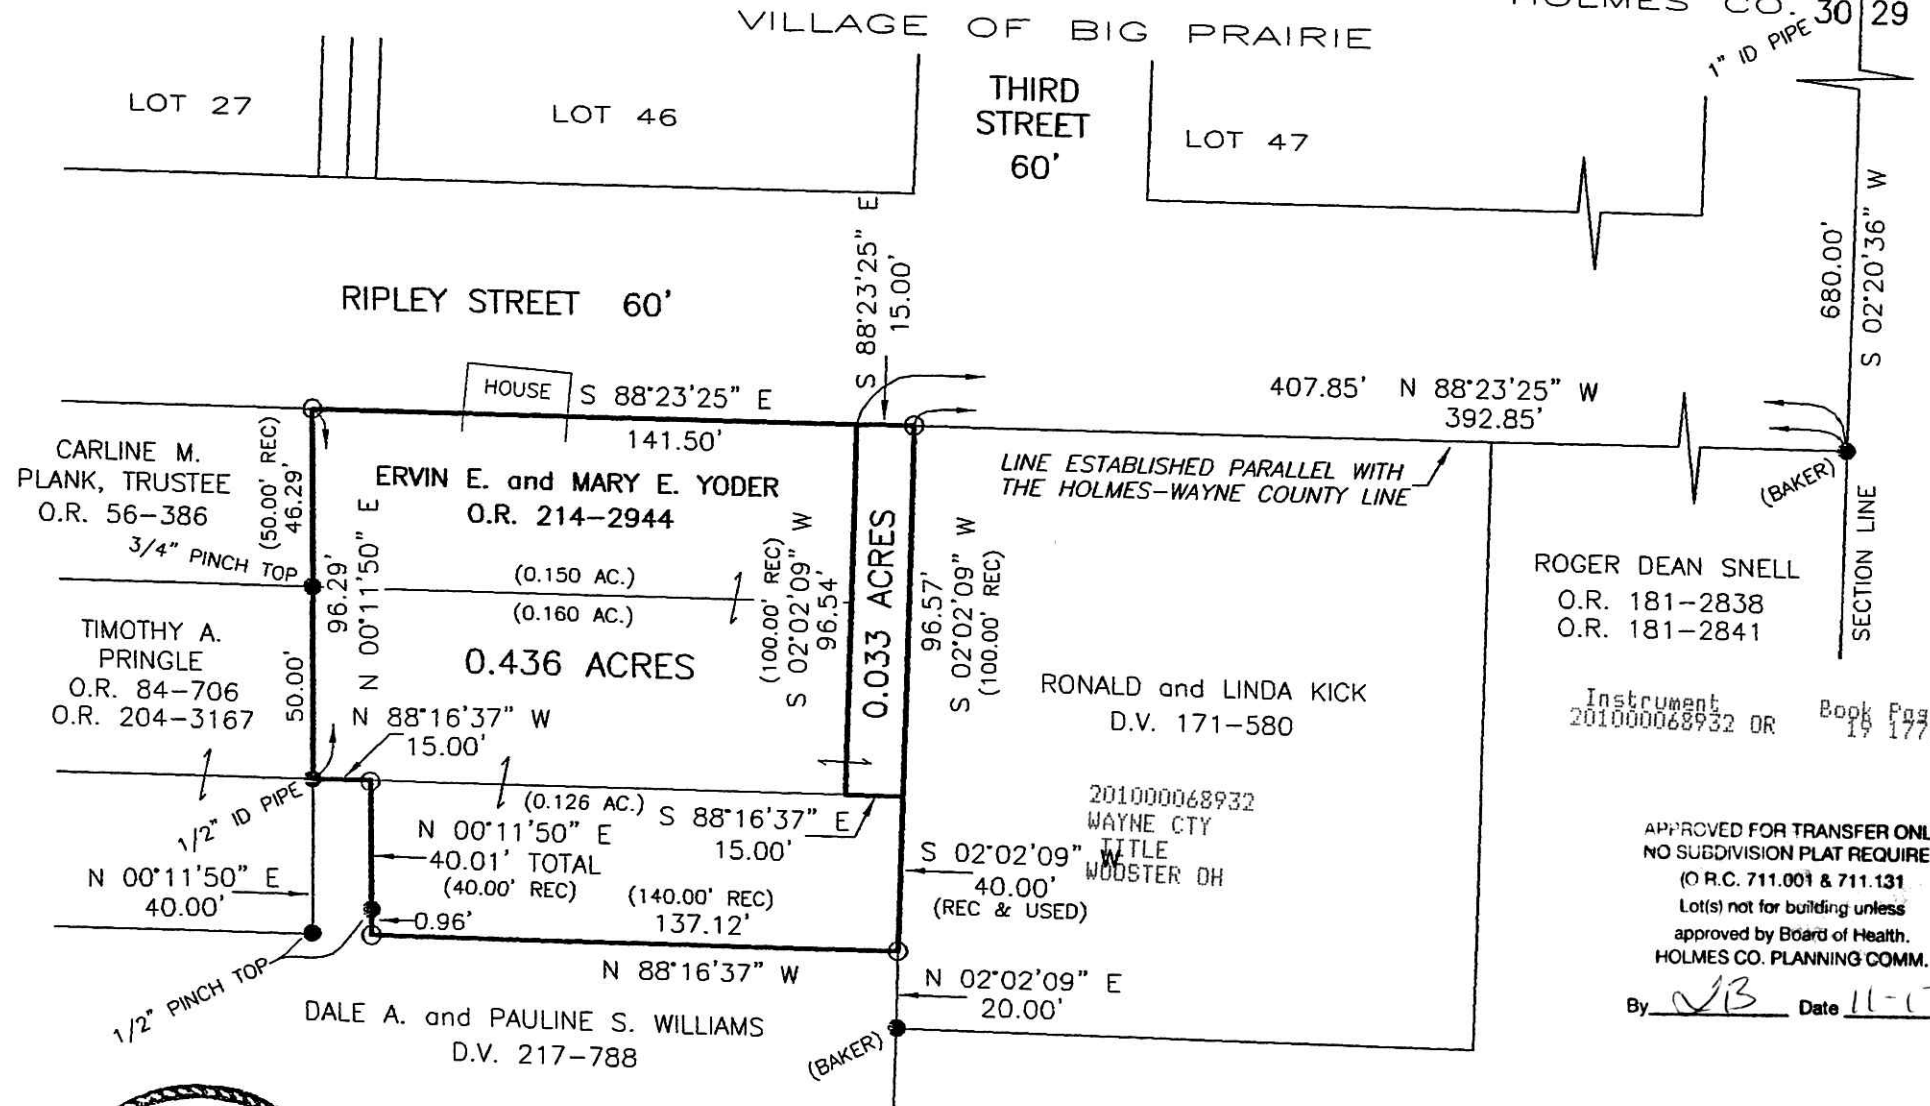 VILLAGE OF BIG PRAIRIE
HOLMES CO.
30 29
1" ID PIPE
LOT 27
LOT 46
THIRD
STREET
60'
LOT 47
S 02°20'36" W
680.00'
RIPLEY STREET 60'
S 88°23'25" E
15.00'
HOUSE
S 88°23'25" E
141.50'
407.85' N 88°23'25" W
392.85'
LINE ESTABLISHED PARALLEL WITH
THE HOLMES-WAYNE COUNTY LINE
(BAKER)
SECTION LINE
CARLINE M.
PLANK, TRUSTEE
O.R. 56-386
(50.00' REC)
46.29'
3/4" PINCH TOP
ERVIN E. and MARY E. YODER
O.R. 214-2944
96.29'
N 00°11'50" E
(0.150 AC.)
(0.160 AC.)
0.436 ACRES
(100.00' REC)
S 02°02'09" W
96.54'
0.033 ACRES
96.57'
S 02°02'09" W
(100.00' REC)
ROGER DEAN SNELL
O.R. 181-2838
O.R. 181-2841
TIMOTHY A.
PRINGLE
O.R. 84-706
O.R. 204-3167
50.00'
N 88°16'37" W
15.00'
RONALD and LINDA KICK
D.V. 171-580
Instrument
201000068932 OR
Book
19 177
1/2" ID PIPE
(0.126 AC.)
S 88°16'37" E
15.00'
N 00°11'50" E
40.01' TOTAL
(40.00' REC)
201000068932
WAYNE CTY
TITLE
WOOSTER OH
S 02°02'09" W
40.00'
(REC & USED)
N 00°11'50" E
40.00'
0.96'
(140.00' REC)
137.12'
N 88°16'37" W
1/2" PINCH TOP
N 02°02'09" E
20.00'
(BAKER)
DALE A. and PAULINE S. WILLIAMS
D.V. 217-788
APPROVED FOR TRANSFER ONL
NO SUBDIVISION PLAT REQUIRE
(O R.C. 711.001 & 711.131
Lot(s) not for building unless
approved by Board of Health.
HOLMES CO. PLANNING COMM.
By JB Date 11-1